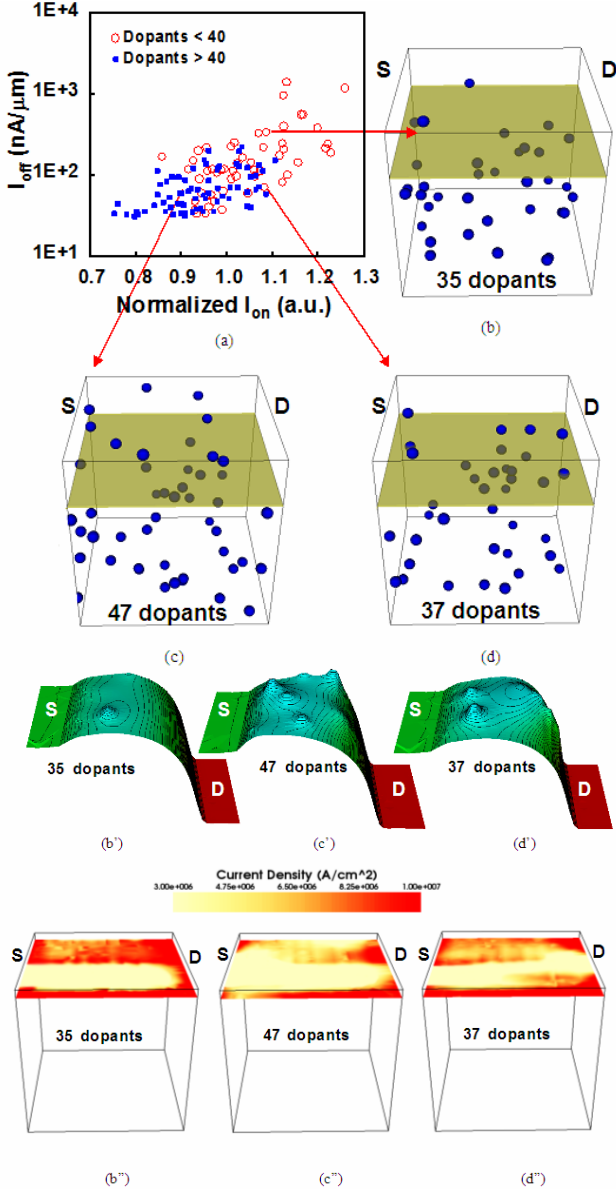 1E+4
1E+3
1E+2
1E+1
I_off (nA/μm)
Dopants < 40
Dopants > 40
0.7 0.8 0.9 1.0 1.1 1.2 1.3
Normalized I_on (a.u.)
(a)
S
D
35 dopants
(b)
S
D
47 dopants
(c)
S
D
37 dopants
(d)
S
35 dopants
D
(b')
S
47 dopants
D
(c')
S
37 dopants
D
(d')
Current Density (A/cm^2)
3.00e+006 4.75e+006 6.50e+006 8.25e+006 1.00e+007
S
D
35 dopants
(b")
S
D
47 dopants
(c")
S
D
37 dopants
(d")